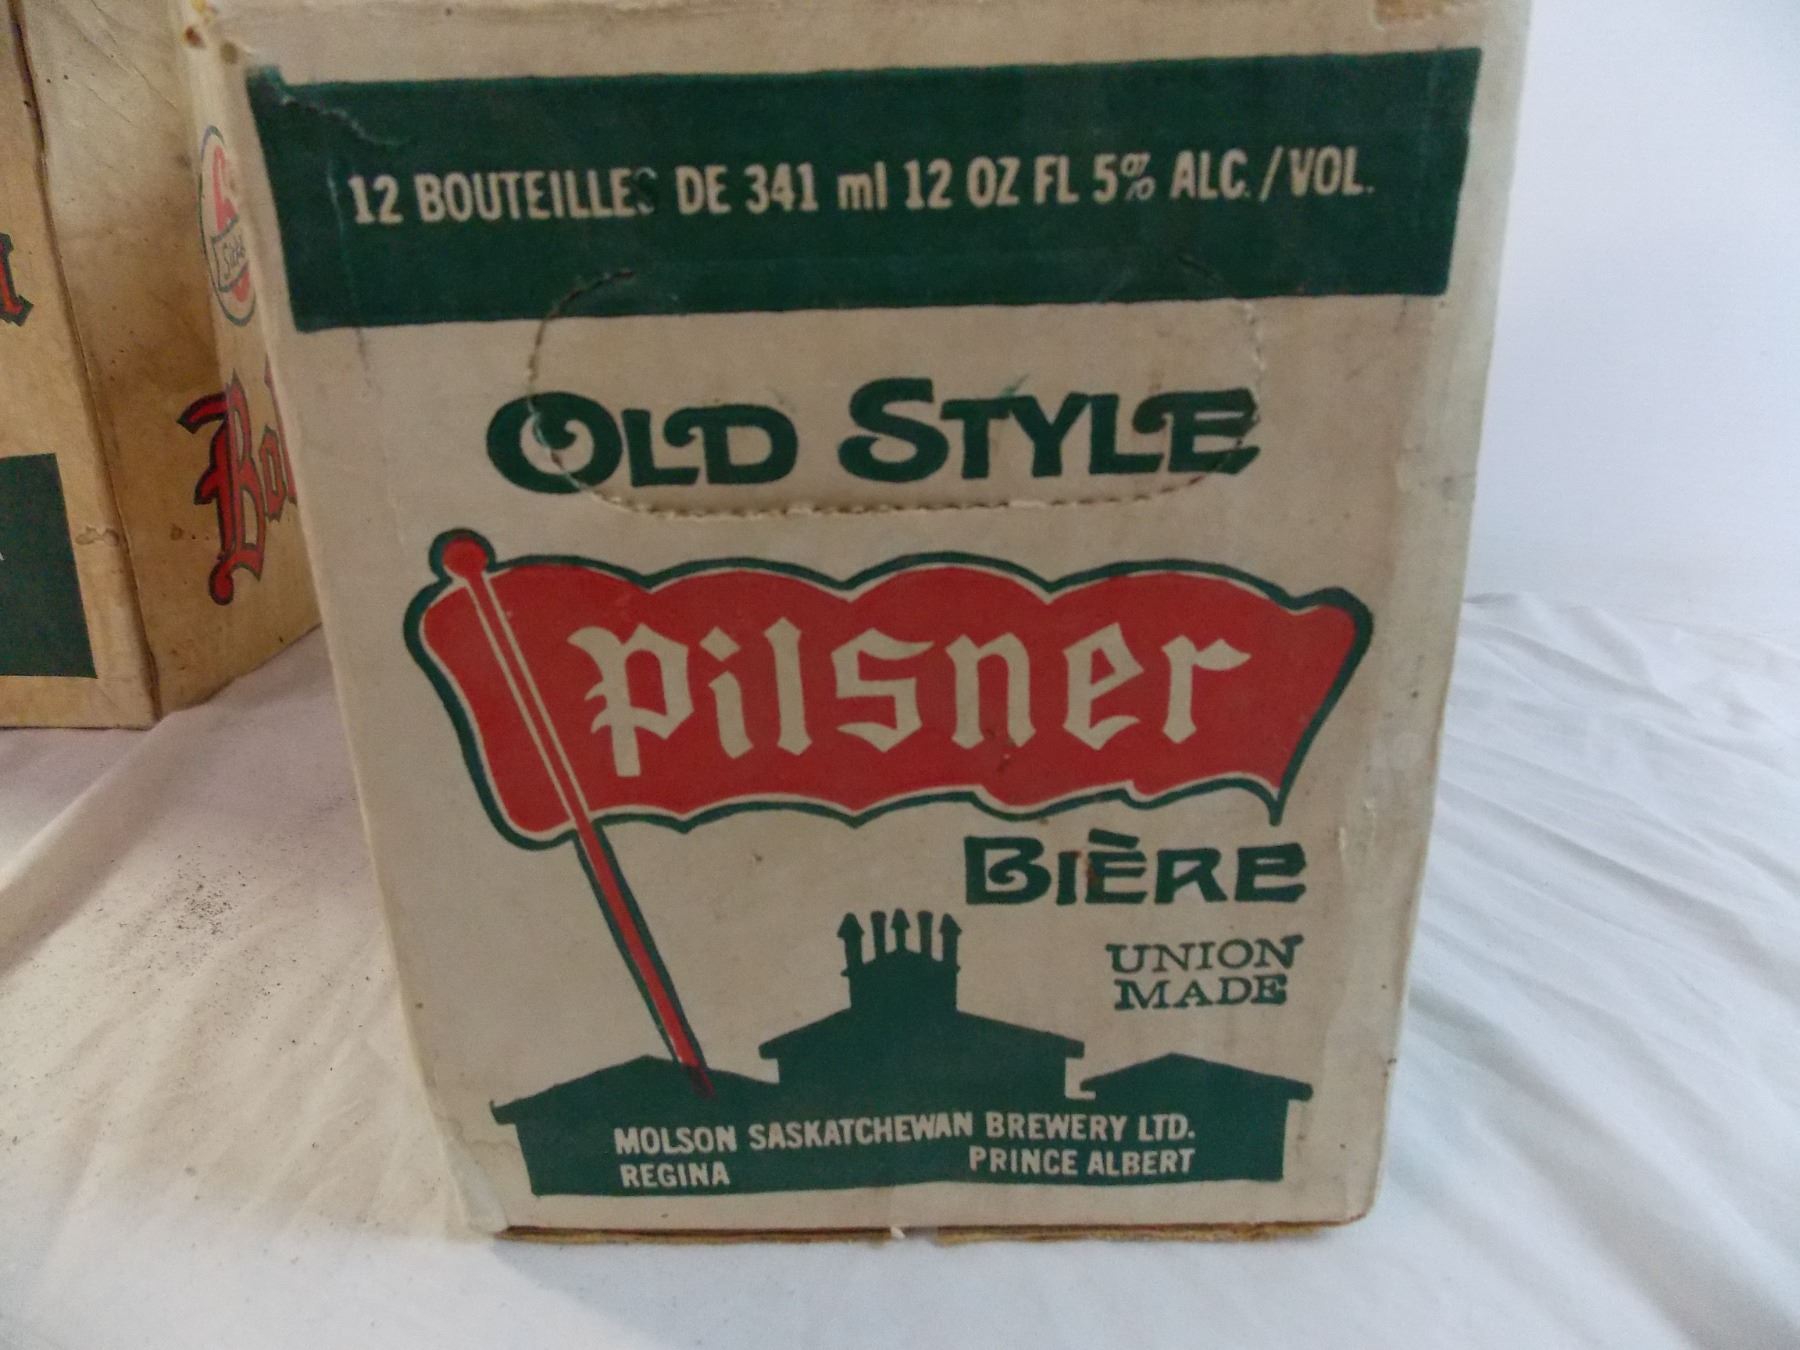 12 BOUTEILLES DE 341 ml 12 OZ FL 5% ALC./VOL.
OLD STYLE
Pilsner
BIÈRE
UNION
MADE
MOLSON SASKATCHEWAN BREWERY LTD.
REGINA PRINCE ALBERT